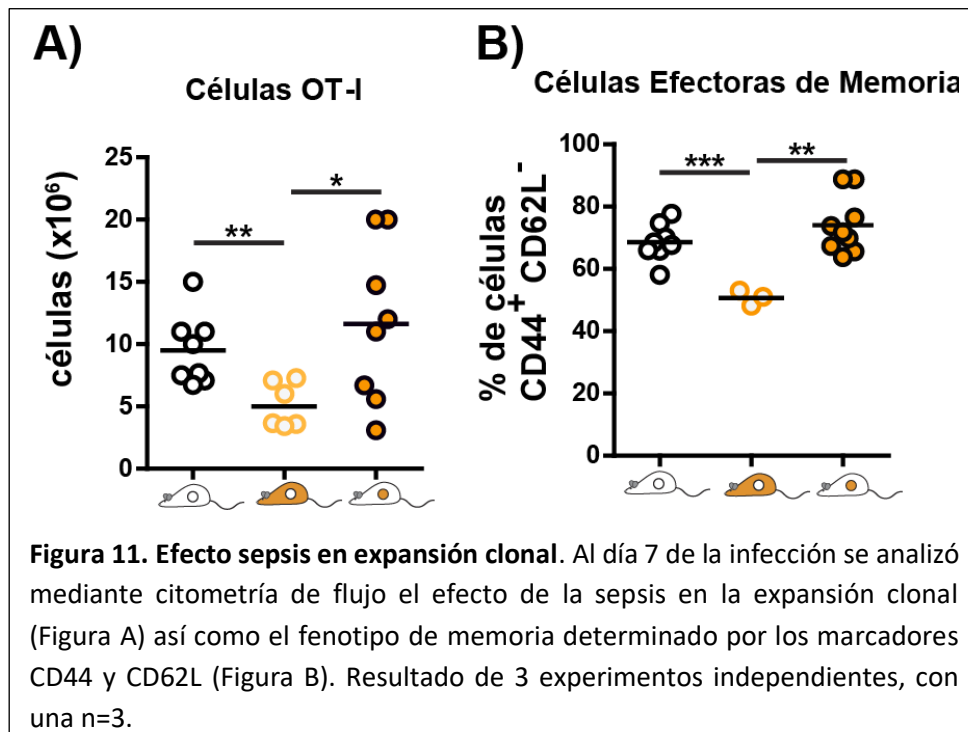 A)
Células OT-I
células (x10⁶)
25
20
15
10
5
0
**
*
B)
Células Efectoras de Memoria
% de células
CD44⁺ CD62L⁻
100
80
60
40
20
0
***
**
Figura 11. Efecto sepsis en expansión clonal. Al día 7 de la infección se analizó
mediante citometría de flujo el efecto de la sepsis en la expansión clonal
(Figura A) así como el fenotipo de memoria determinado por los marcadores
CD44 y CD62L (Figura B). Resultado de 3 experimentos independientes, con
una n=3.